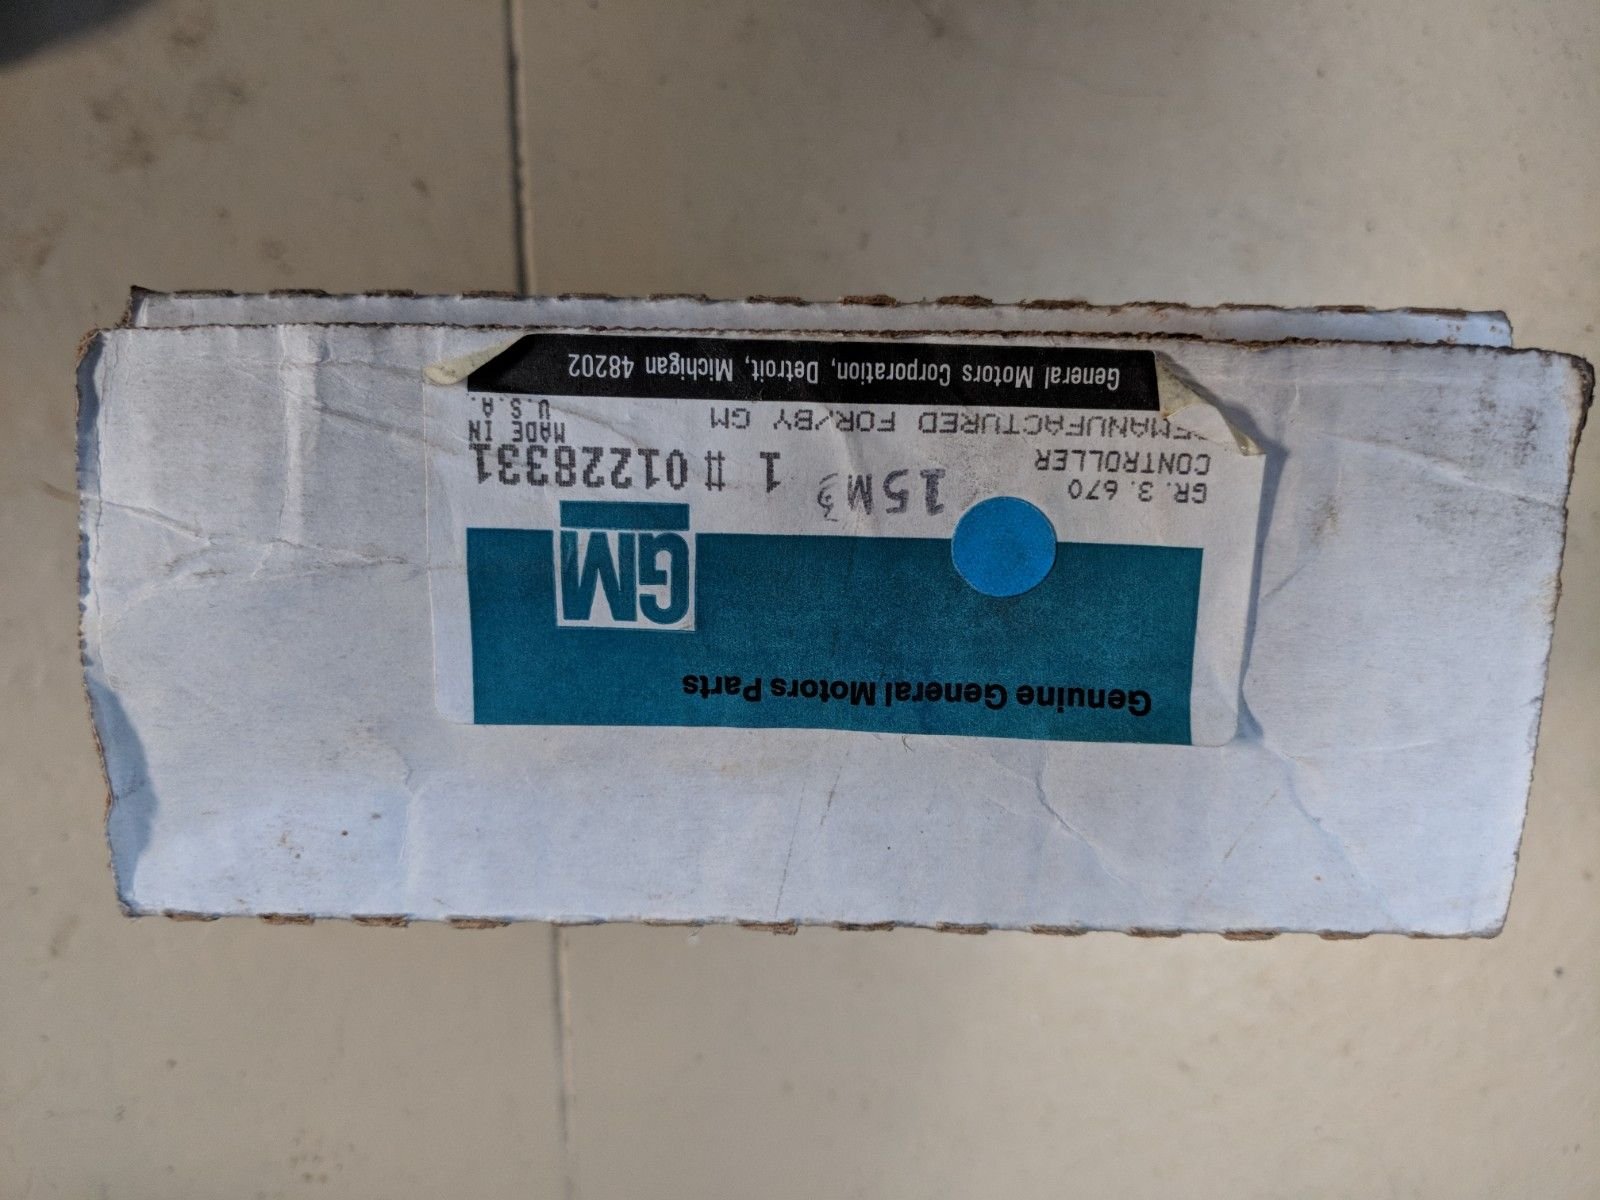 Genuine General Motors Parts
GM
GR. 3.670 15M3 1 # 01228331
CONTROLLER MADE IN
REMANUFACTURED FOR/BY GM U.S.A.
General Motors Corporation, Detroit, Michigan 48202